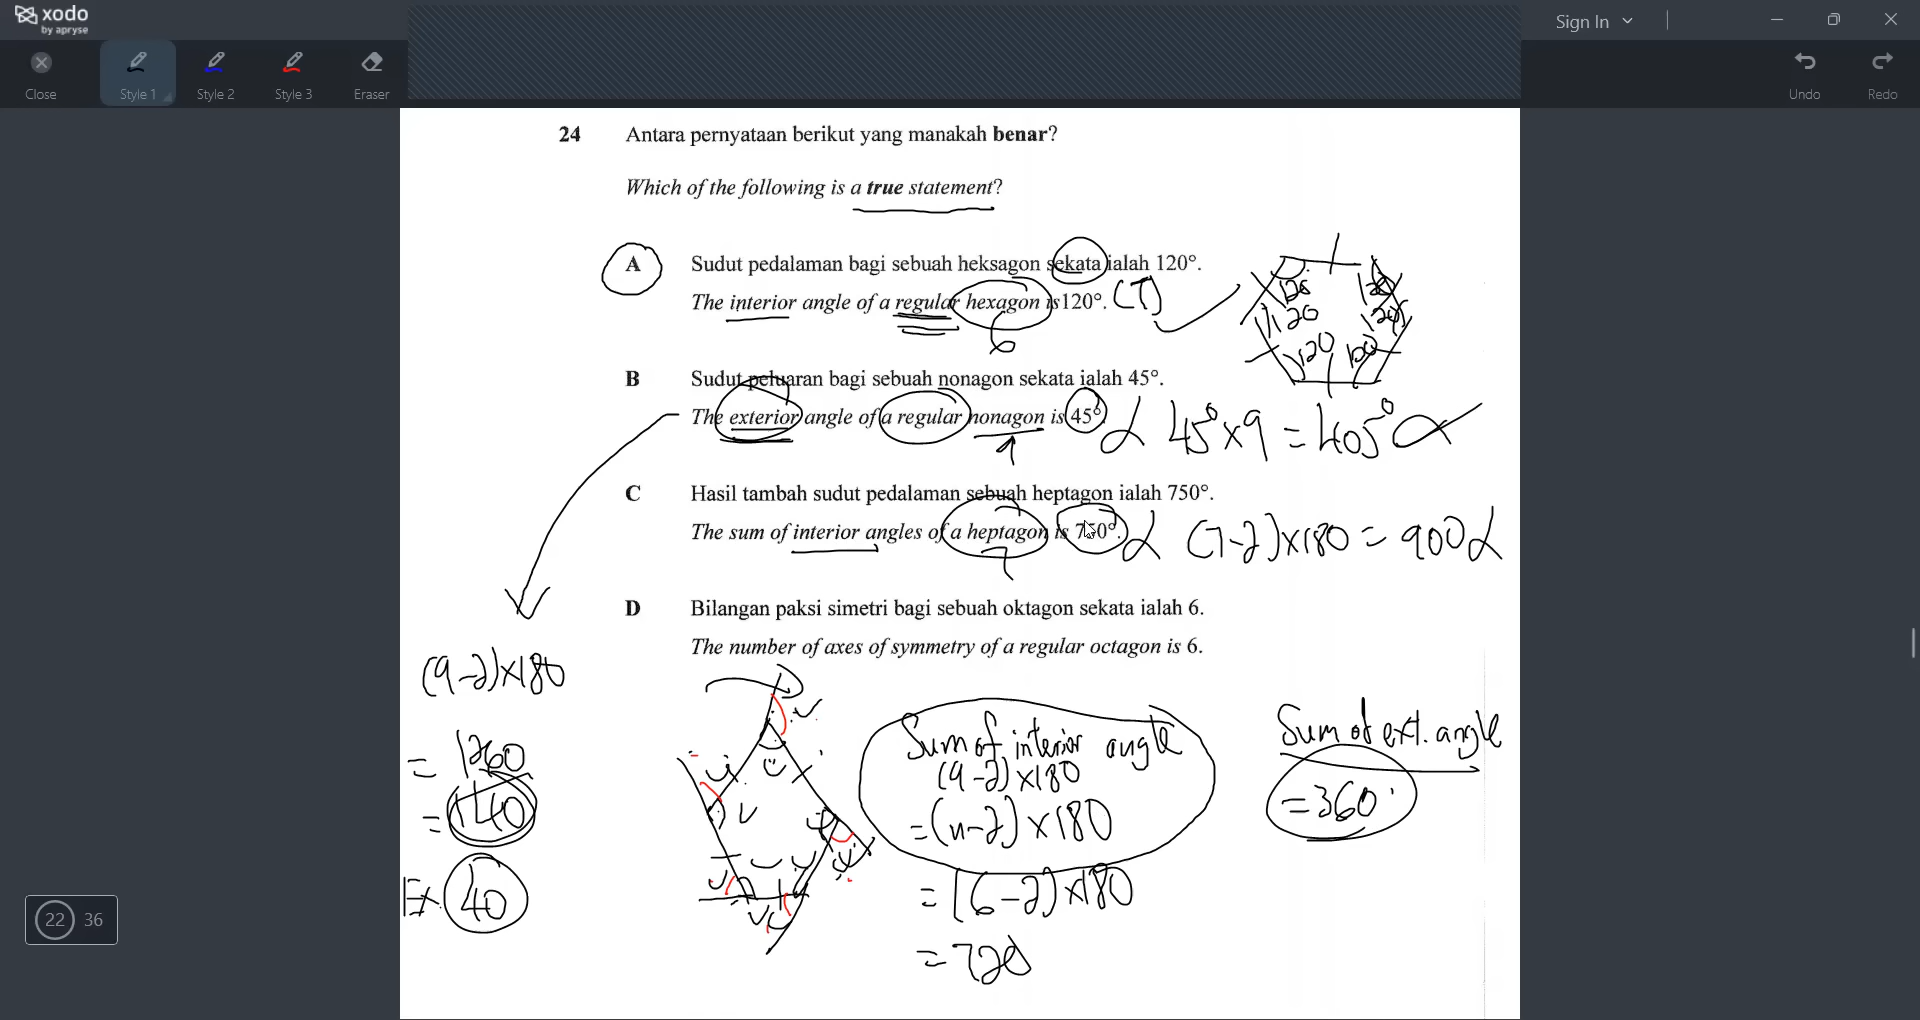 xodo
by apryse
Sign In
Close
Style 1
Style 2
Style 3
Eraser
Undo
Redo
24 Antara pernyataan berikut yang manakah benar?
Which of the following is a true statement?
A Sudut pedalaman bagi sebuah heksagon sekata ialah 120°.
The interior angle of a regular hexagon is 120°. (T)
6
120
120
120
120
120
120
B Sudut peluaran bagi sebuah nonagon sekata ialah 45°.
The exterior angle of a regular nonagon is 45°.
45° x 9 = 405°
9
C Hasil tambah sudut pedalaman sebuah heptagon ialah 750°.
The sum of interior angles of a heptagon is 750°.
(7-2)x180 = 900
7
D Bilangan paksi simetri bagi sebuah oktagon sekata ialah 6.
The number of axes of symmetry of a regular octagon is 6.
(9-2)x180
= 1260
= 140
Ex 40
Sum of interior angle
(9-2)x180
=(n-2)x180
= (6-2)x180
= 720
Sum of ext. angle
= 360°
22 36